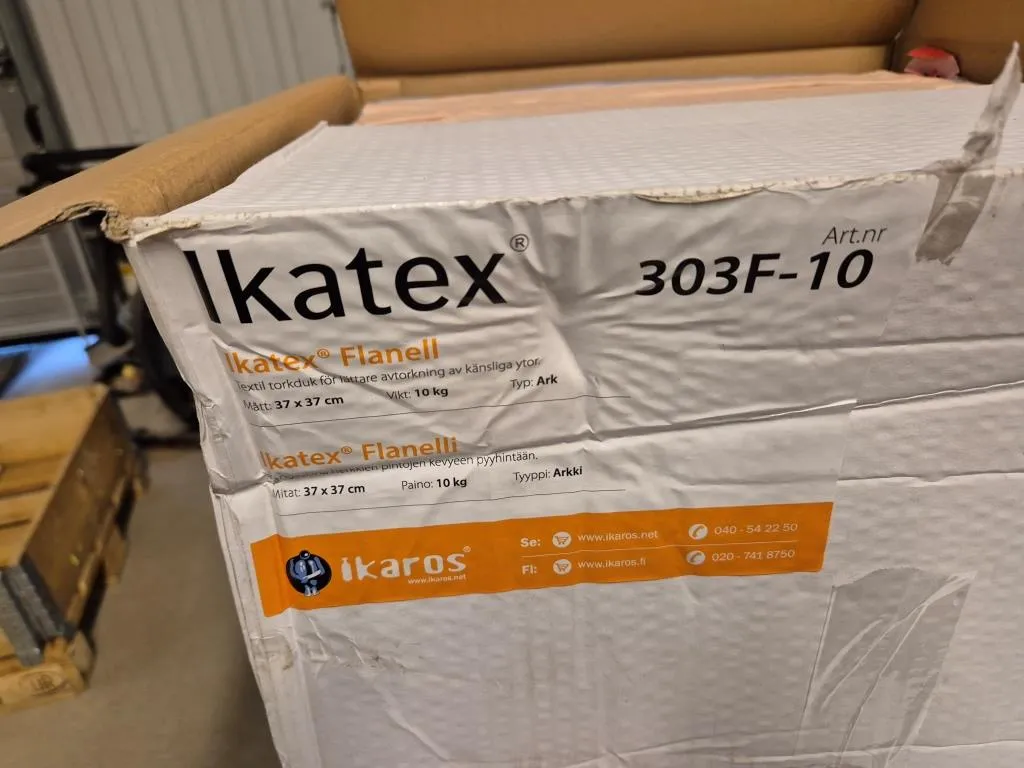 Ikatex®
Art.nr
303F-10
Ikatex® Flanell
Textil torkduk för lättare avtorkning av känsliga ytor.
Mått: 37 x 37 cm Vikt: 10 kg Typ: Ark
Ikatex® Flanelli
pintojen kevyeen pyyhintään.
Mitat: 37 x 37 cm Paino: 10 kg Tyyppi: Arkki
ikaros®
www.ikaros.net
Se: www.ikaros.net 040 - 54 22 50
FI: www.ikaros.fi 020 - 741 8750